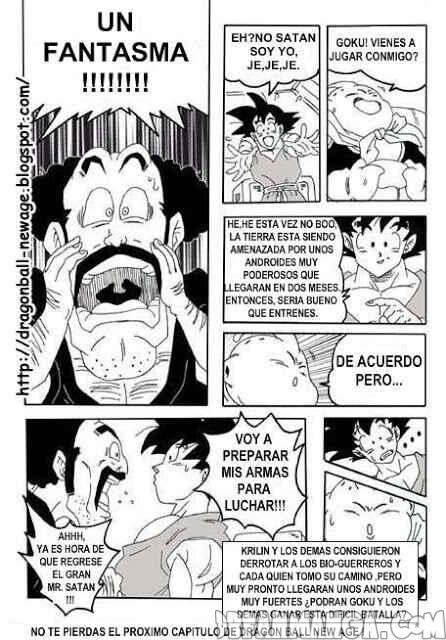 UN
FANTASMA
!!!!!!!!
EH?NO SATAN
SOY YO,
JE,JE,JE.
GOKU! VIENES A
JUGAR CONMIGO?
HE,HE ESTA VEZ NO BOO,
LA TIERRA ESTA SIENDO
AMENAZADA POR UNOS
ANDROIDES MUY
PODEROSOS QUE
LLEGARAN EN DOS MESES.
ENTONCES, SERIA BUENO
QUE ENTRENES.
DE ACUERDO
PERO...
VOY A
PREPARAR
MIS ARMAS
PARA
LUCHAR!!!
AHHH,
YA ES HORA DE
QUE REGRESE
EL GRAN
MR. SATAN
!!!
KRILIN Y LOS DEMAS CONSIGUIERON
DERROTAR A LOS BIO-GUERREROS Y
CADA QUIEN TOMO SU CAMINO ,PERO
MUY PRONTO LLEGARAN UNOS ANDROIDES
MUY FUERTES ¿PODRAN GOKU Y LOS
DEMAS GANAR ESTA DIFICIL BATALLA?
NO TE PIERDAS EL PROXIMO CAPITULO DE DRAGON BALL NEW AGE
http://dragonball-newage.blogspot.com/